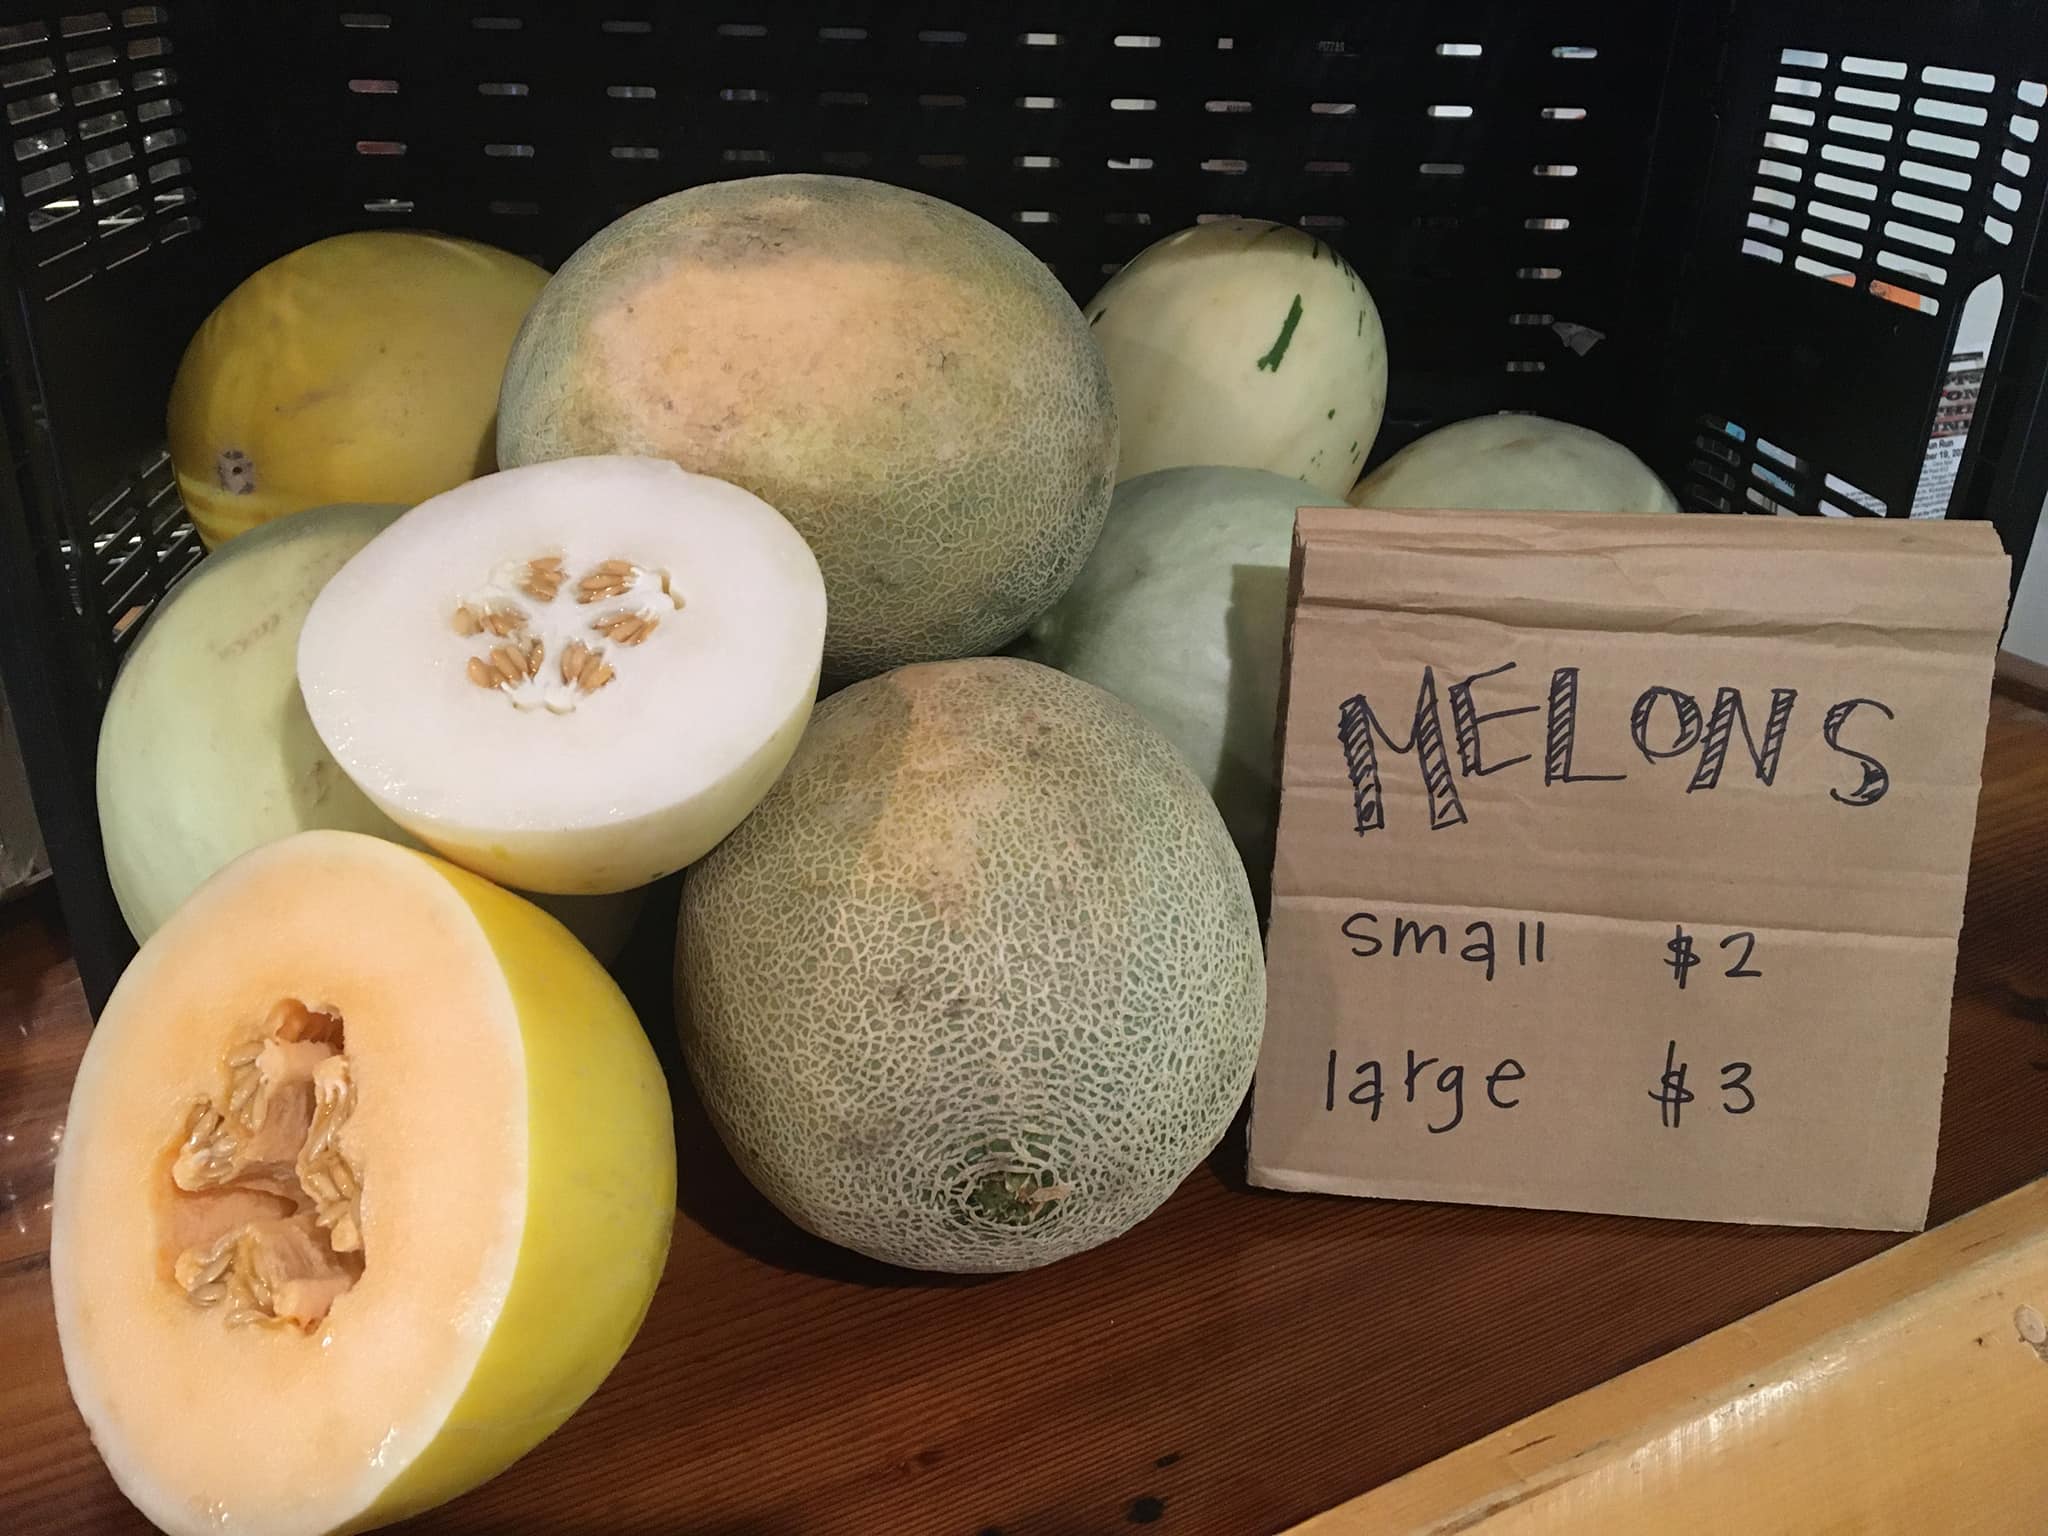 MELONS
small $2
large $3